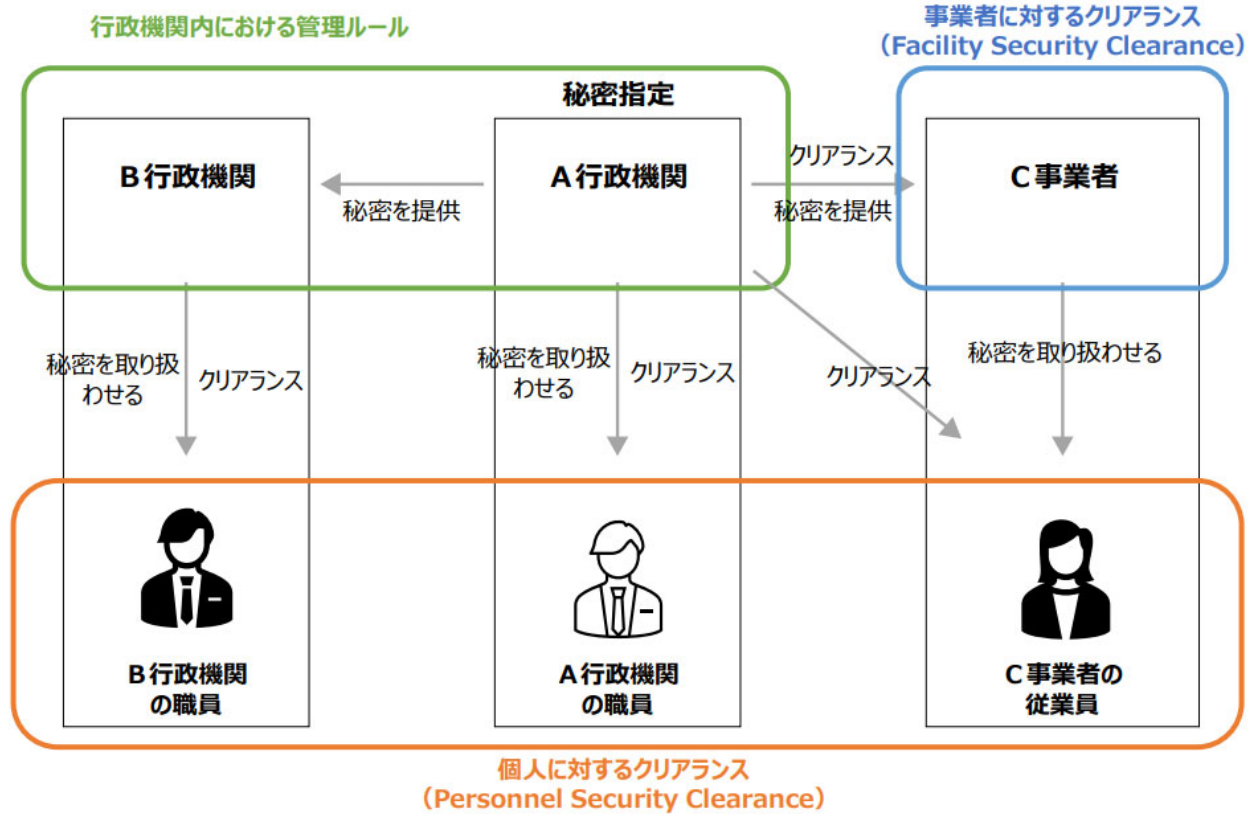 行政機関内における管理ルール
事業者に対するクリアランス
（Facility Security Clearance）
秘密指定
B行政機関
A行政機関
C事業者
秘密を提供
クリアランス
秘密を提供
秘密を取り扱
わせる
クリアランス
秘密を取り扱
わせる
クリアランス
クリアランス
秘密を取り扱わせる
B行政機関
の職員
A行政機関
の職員
C事業者の
従業員
個人に対するクリアランス
（Personnel Security Clearance）